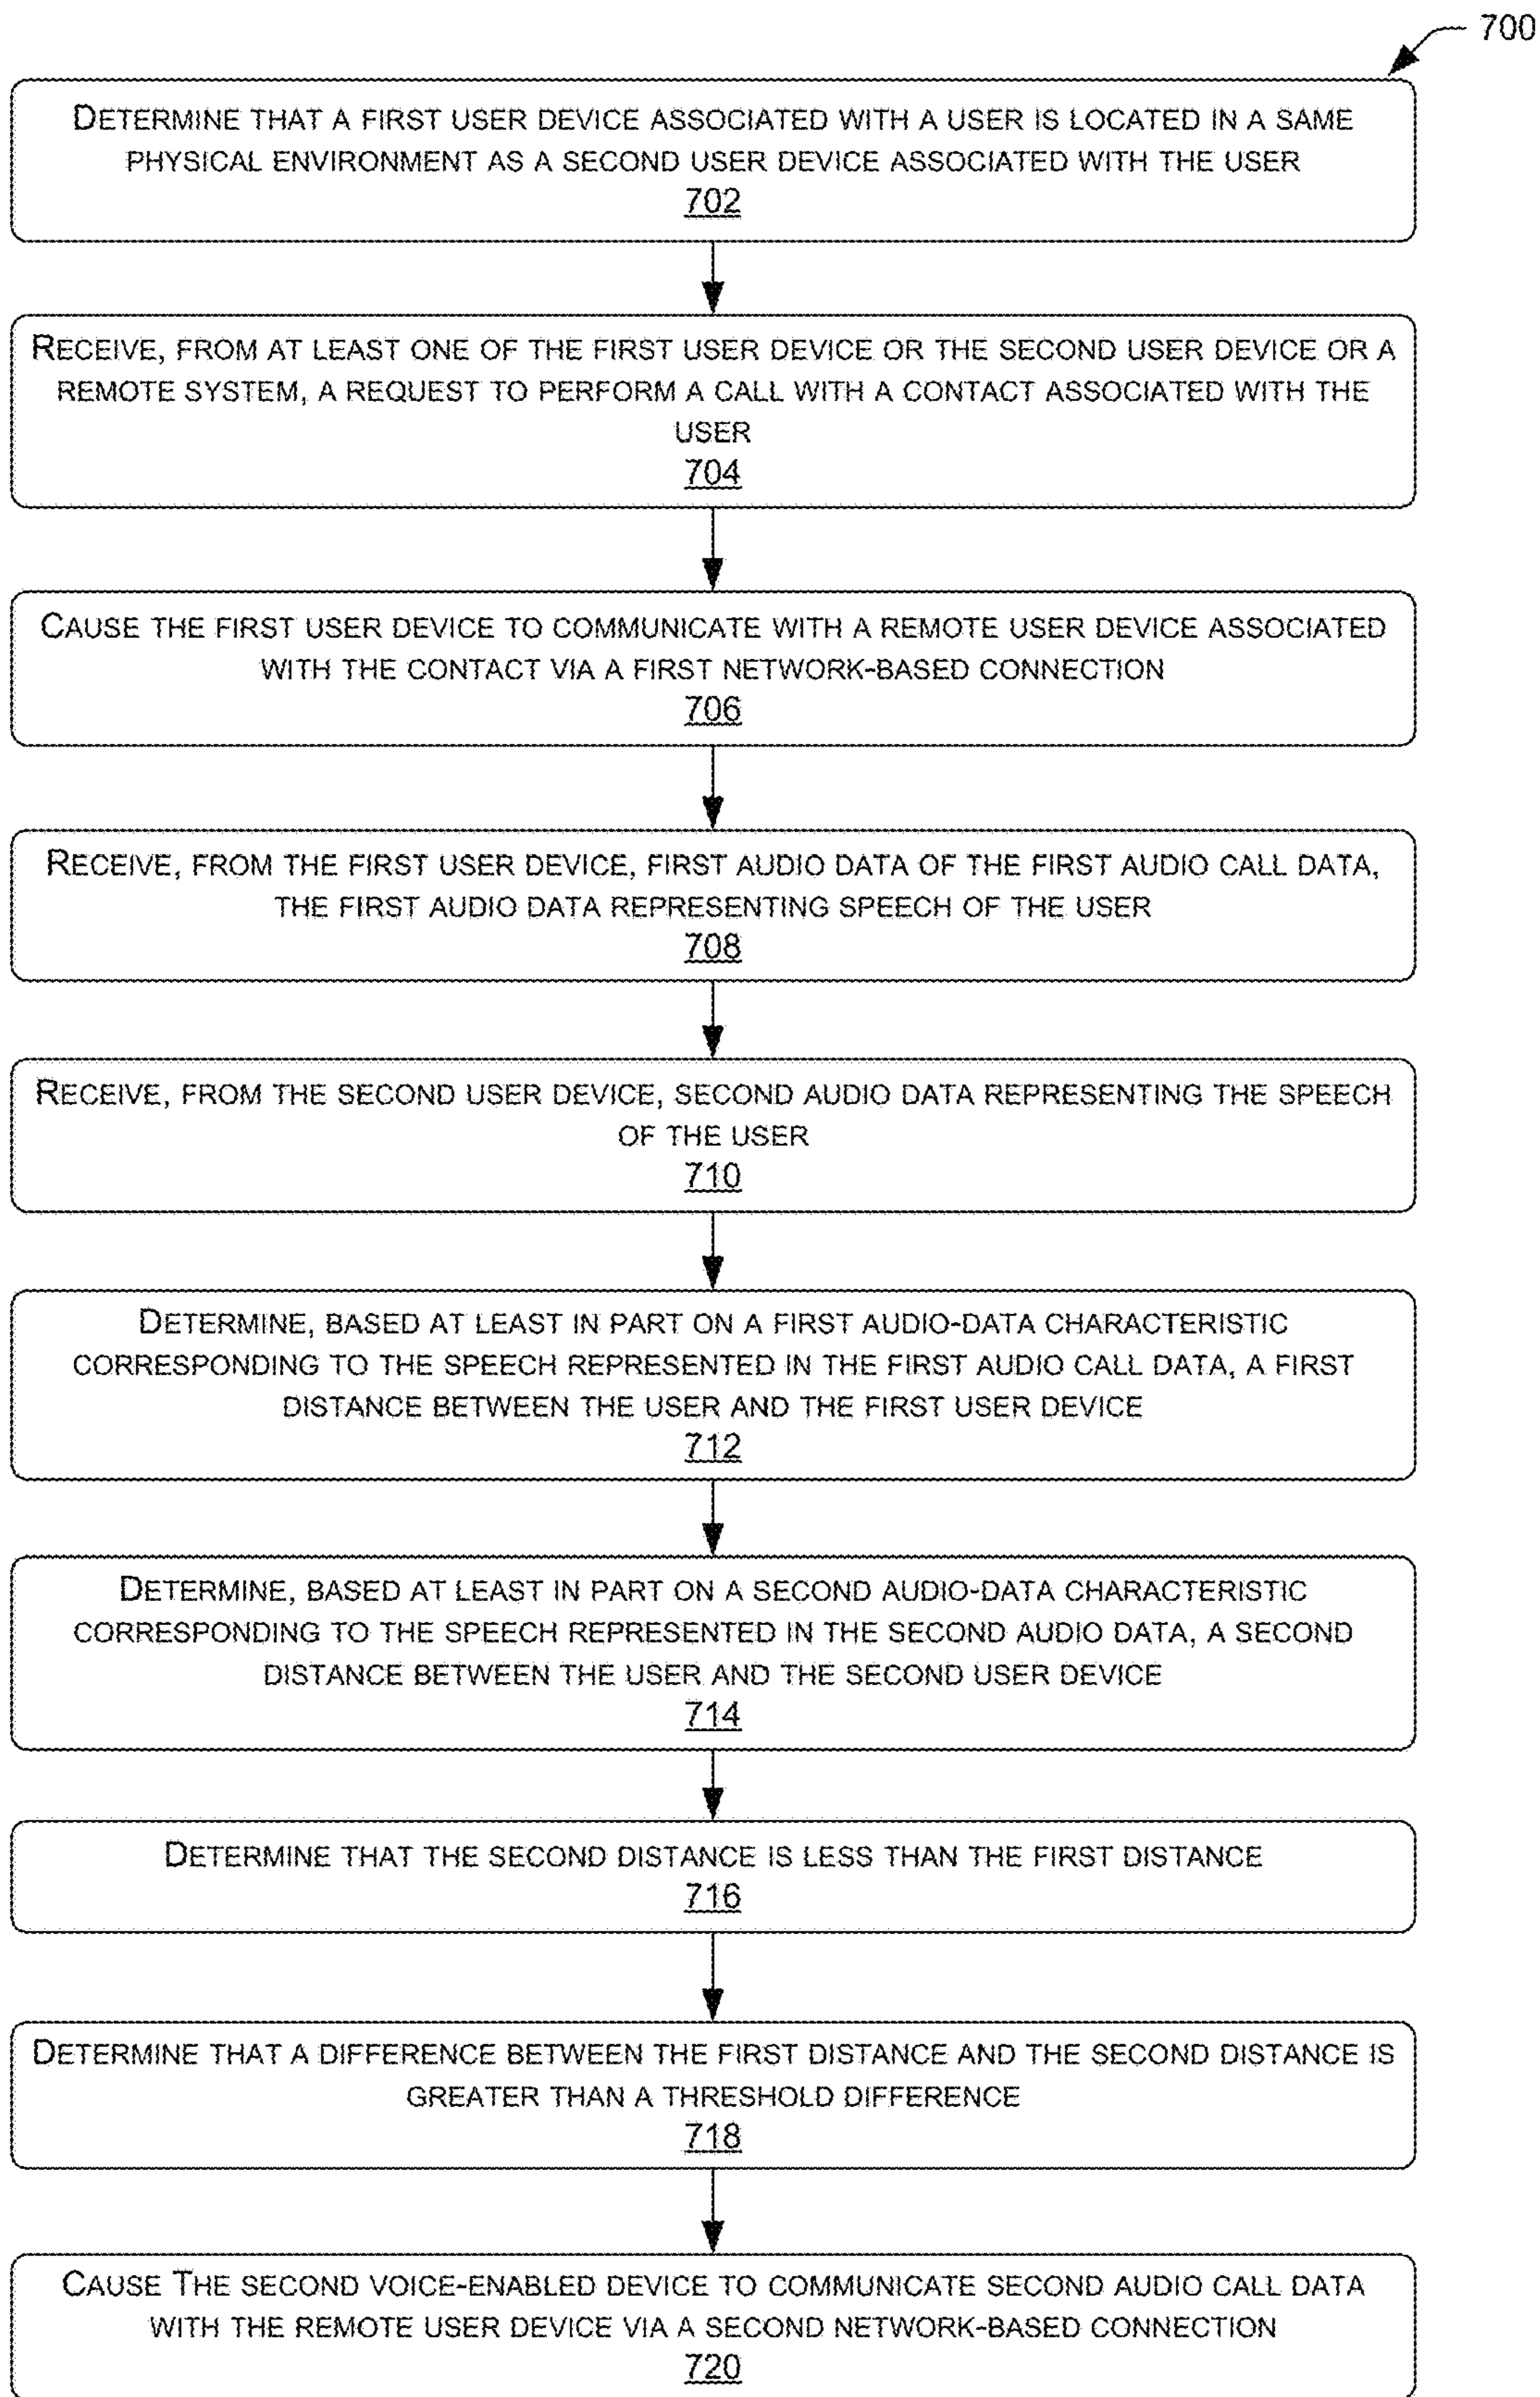 700
DETERMINE THAT A FIRST USER DEVICE ASSOCIATED WITH A USER IS LOCATED IN A SAME
PHYSICAL ENVIRONMENT AS A SECOND USER DEVICE ASSOCIATED WITH THE USER
702
RECEIVE, FROM AT LEAST ONE OF THE FIRST USER DEVICE OR THE SECOND USER DEVICE OR A
REMOTE SYSTEM, A REQUEST TO PERFORM A CALL WITH A CONTACT ASSOCIATED WITH THE
USER
704
CAUSE THE FIRST USER DEVICE TO COMMUNICATE WITH A REMOTE USER DEVICE ASSOCIATED
WITH THE CONTACT VIA A FIRST NETWORK-BASED CONNECTION
706
RECEIVE, FROM THE FIRST USER DEVICE, FIRST AUDIO DATA OF THE FIRST AUDIO CALL DATA,
THE FIRST AUDIO DATA REPRESENTING SPEECH OF THE USER
708
RECEIVE, FROM THE SECOND USER DEVICE, SECOND AUDIO DATA REPRESENTING THE SPEECH
OF THE USER
710
DETERMINE, BASED AT LEAST IN PART ON A FIRST AUDIO-DATA CHARACTERISTIC
CORRESPONDING TO THE SPEECH REPRESENTED IN THE FIRST AUDIO CALL DATA, A FIRST
DISTANCE BETWEEN THE USER AND THE FIRST USER DEVICE
712
DETERMINE, BASED AT LEAST IN PART ON A SECOND AUDIO-DATA CHARACTERISTIC
CORRESPONDING TO THE SPEECH REPRESENTED IN THE SECOND AUDIO DATA, A SECOND
DISTANCE BETWEEN THE USER AND THE SECOND USER DEVICE
714
DETERMINE THAT THE SECOND DISTANCE IS LESS THAN THE FIRST DISTANCE
716
DETERMINE THAT A DIFFERENCE BETWEEN THE FIRST DISTANCE AND THE SECOND DISTANCE IS
GREATER THAN A THRESHOLD DIFFERENCE
718
CAUSE THE SECOND VOICE-ENABLED DEVICE TO COMMUNICATE SECOND AUDIO CALL DATA
WITH THE REMOTE USER DEVICE VIA A SECOND NETWORK-BASED CONNECTION
720